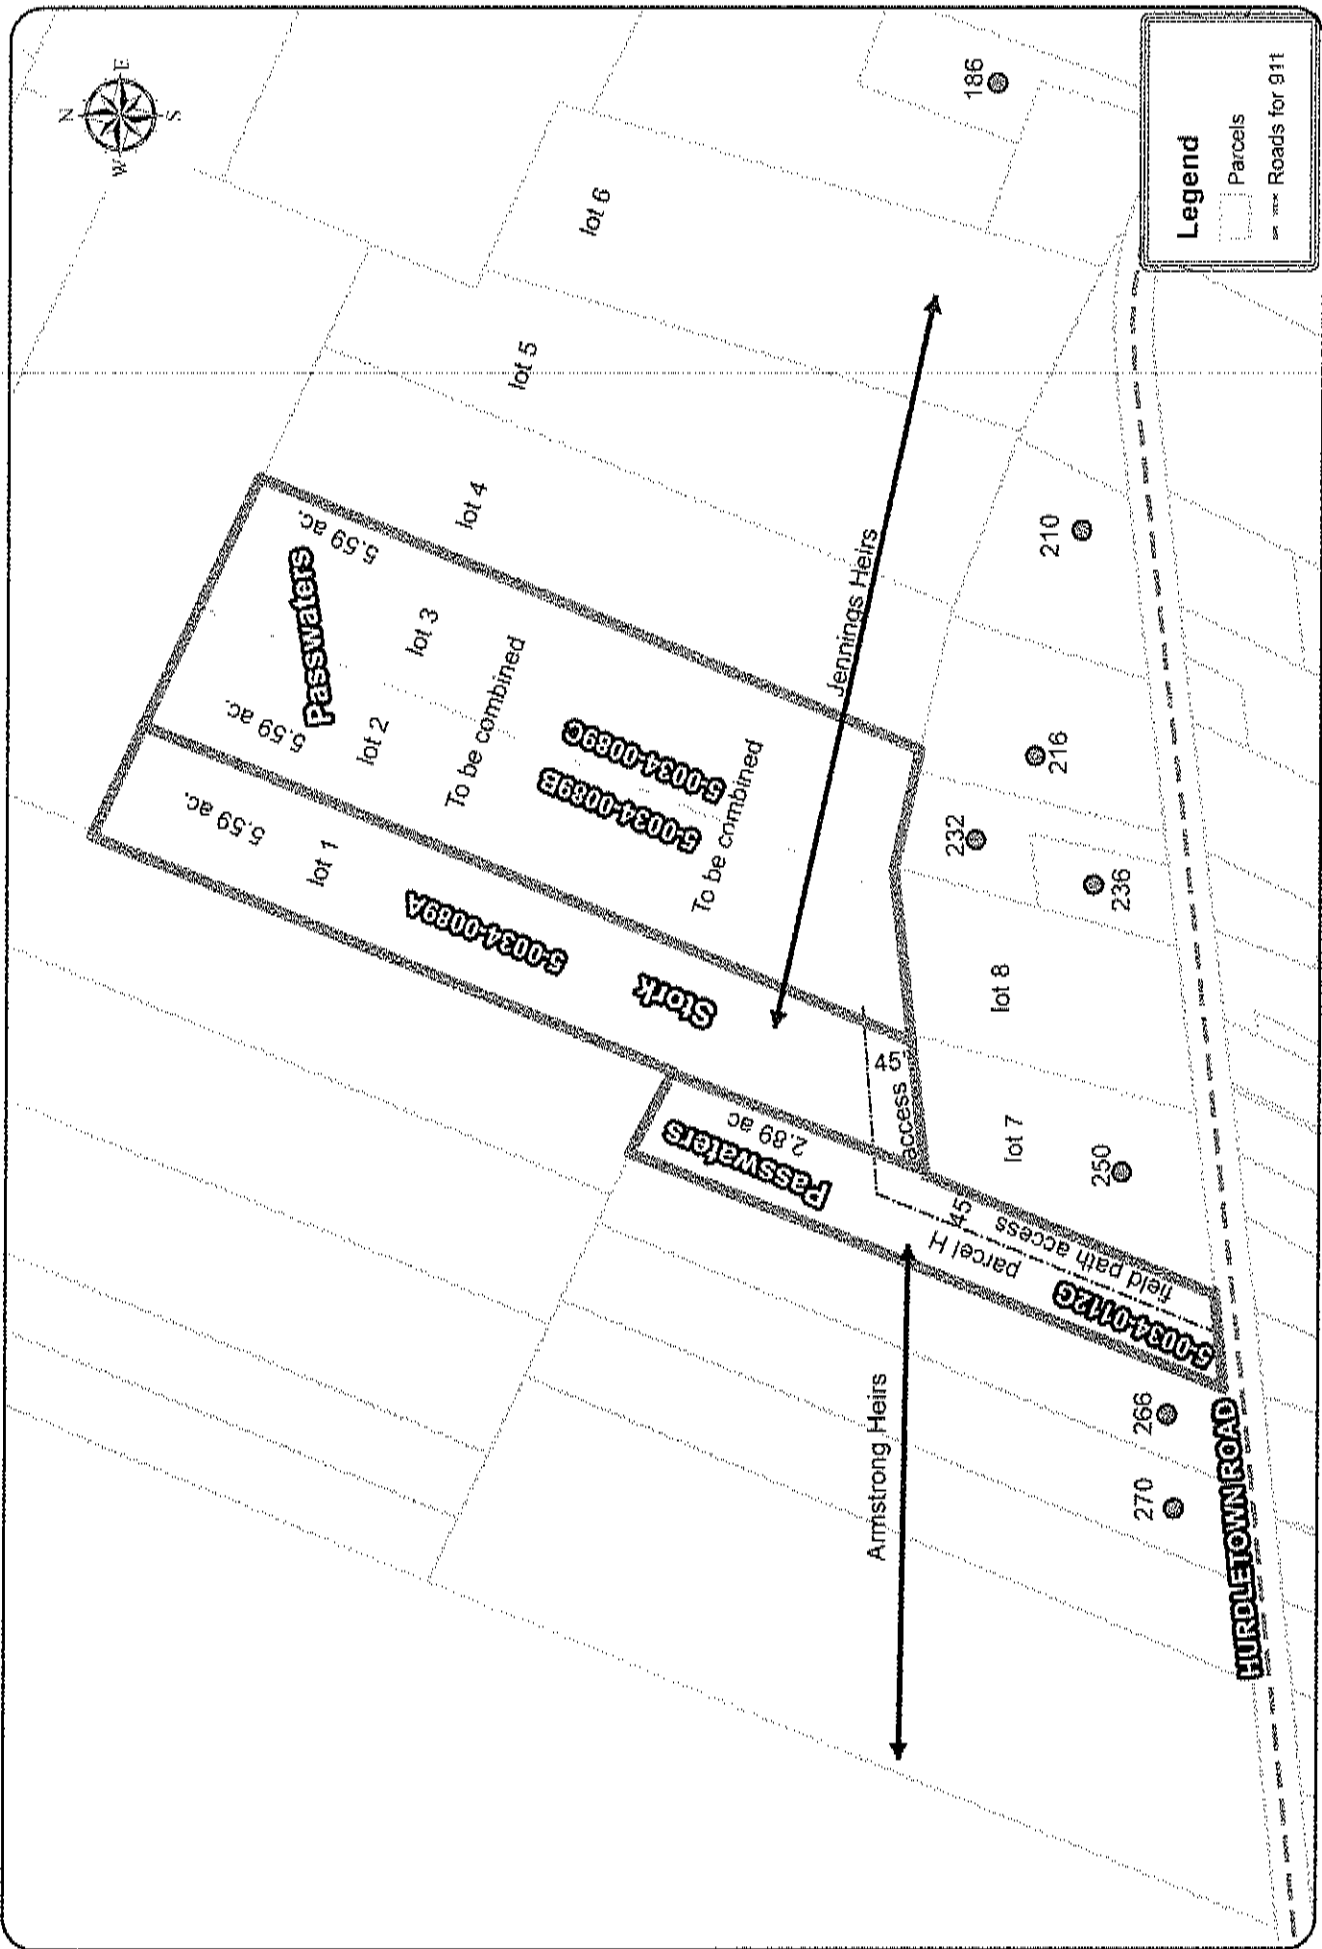 N
W E
S
186
lot 6
lot 5
lot 4
5.59 ac.
Passwaters
lot 3
5.59 ac.
lot 2
To be combined
5-0034-0089C
5-0034-0089B
To be combined
5.59 ac.
lot 1
5-0034-0089A
Stork
Jennings Heirs
210
216
232
236
lot 8
45'
access
lot 7
250
2.89 ac
Passwaters
45'
field path access
parcel H
5-0034-0112G
Armstrong Heirs
266
270
HURDLETOWN ROAD
Legend
Parcels
Roads for 911